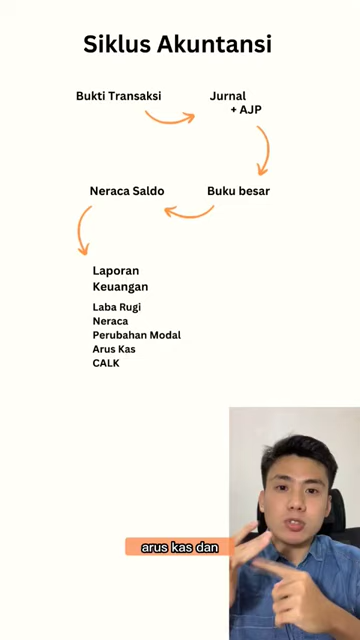 Siklus Akuntansi
Bukti Transaksi
Jurnal
+ AJP
Buku besar
Neraca Saldo
Laporan
Keuangan
Laba Rugi
Neraca
Perubahan Modal
Arus Kas
CALK
arus kas dan